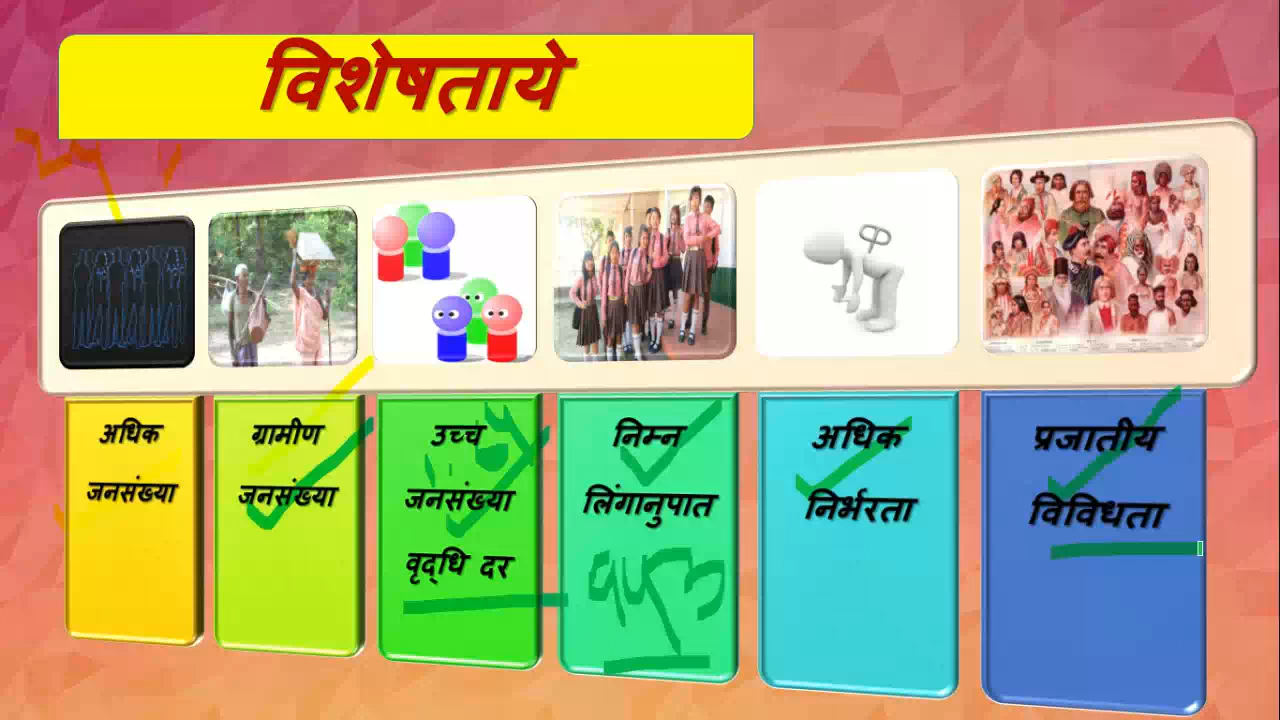 विशेषताये
अधिक
जनसंख्या
ग्रामीण
जनसंख्या
उच्च
जनसंख्या
वृद्धि दर
निम्न
लिंगानुपात
अधिक
निर्भरता
प्रजातीय
विविधता